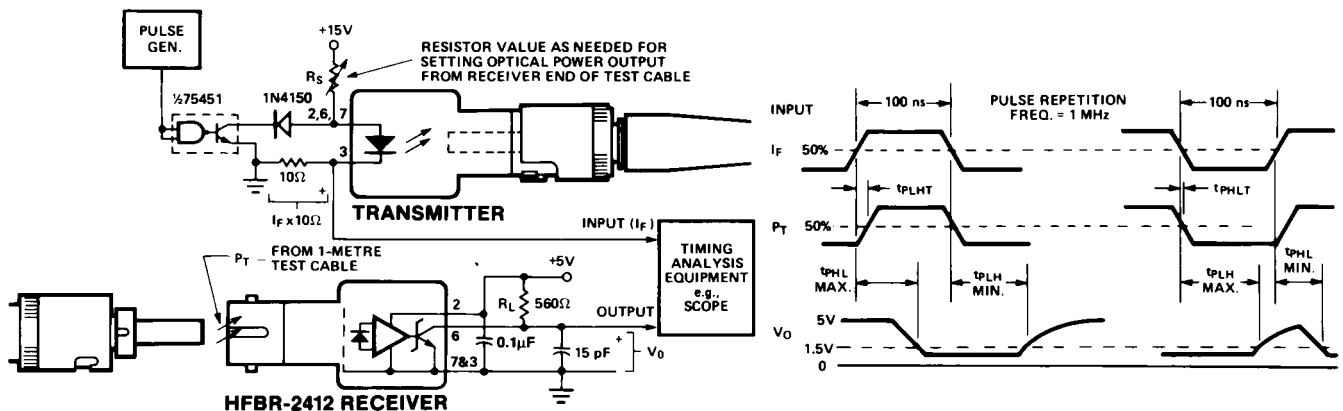 PULSE
GEN.
+15V
RS
RESISTOR VALUE AS NEEDED FOR
SETTING OPTICAL POWER OUTPUT
FROM RECEIVER END OF TEST CABLE
½75451
1N4150
2,6, 7
3
10Ω
+
IF x10Ω
TRANSMITTER
INPUT (IF)
TIMING
ANALYSIS
EQUIPMENT
e.g.,
SCOPE
PT – FROM 1-METRE
TEST CABLE
+5V
2
RL 560Ω
OUTPUT
6
0.1μF
7&3
15 pF
+
V0
HFBR-2412 RECEIVER
INPUT
100 ns
PULSE REPETITION
FREQ. = 1 MHz
100 ns
IF 50%
tPLHT
tPHLT
PT 50%
tPHL
MAX.
tPLH
MIN.
tPLH
MAX.
tPHL
MIN.
VO
5V
1.5V
0